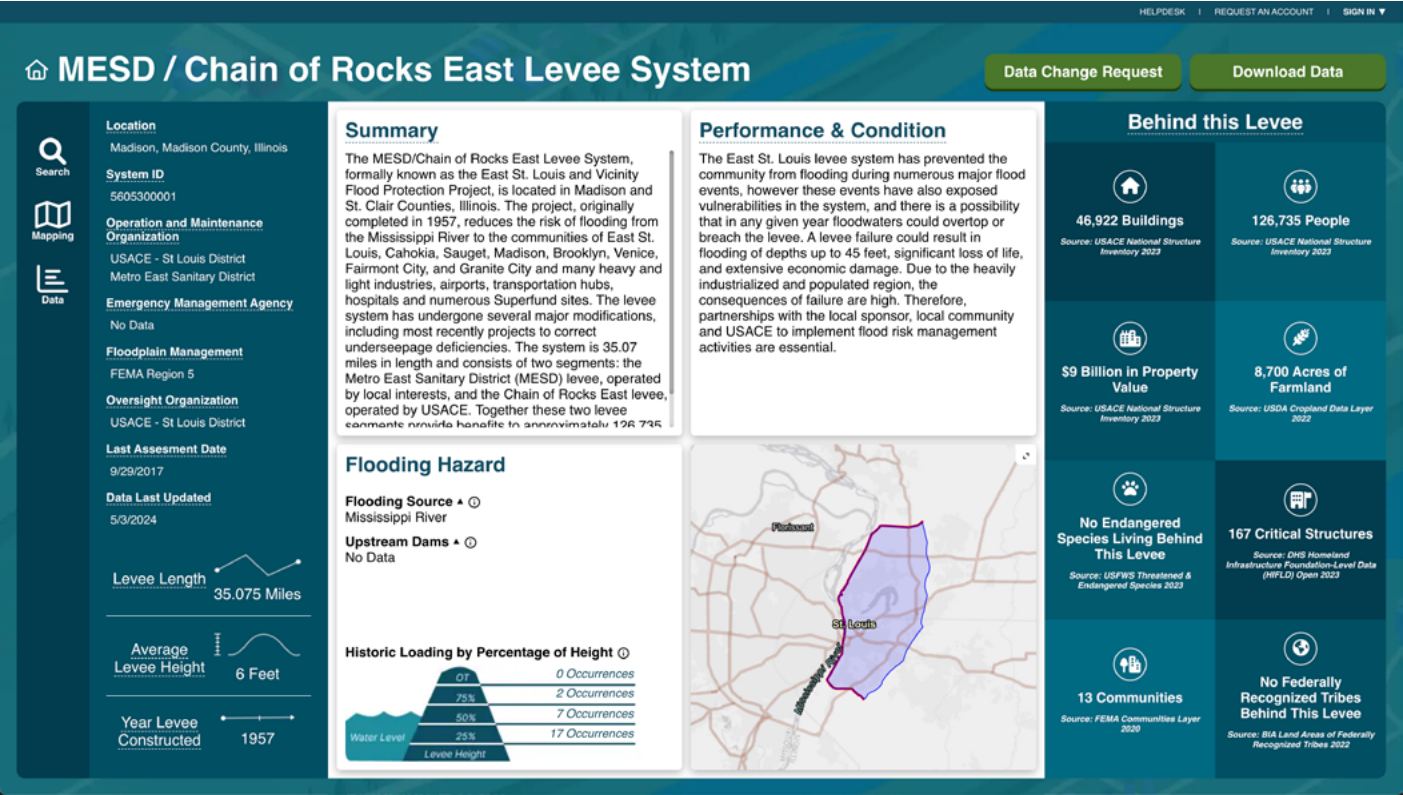 HELPDESK | REQUEST AN ACCOUNT | SIGN IN ▼
MESD / Chain of Rocks East Levee System
Data Change Request
Download Data
Search
Mapping
Data
Location
Madison, Madison County, Illinois
System ID
5605300001
Operation and Maintenance
Organization
USACE - St Louis District
Metro East Sanitary District
Emergency Management Agency
No Data
Floodplain Management
FEMA Region 5
Oversight Organization
USACE - St Louis District
Last Assesment Date
9/29/2017
Data Last Updated
5/3/2024
Levee Length
35.075 Miles
Average
Levee Height
6 Feet
Year Levee
Constructed
1957
Summary
The MESD/Chain of Rocks East Levee System,
formally known as the East St. Louis and Vicinity
Flood Protection Project, is located in Madison and
St. Clair Counties, Illinois. The project, originally
completed in 1957, reduces the risk of flooding from
the Mississippi River to the communities of East St.
Louis, Cahokia, Sauget, Madison, Brooklyn, Venice,
Fairmont City, and Granite City and many heavy and
light industries, airports, transportation hubs,
hospitals and numerous Superfund sites. The levee
system has undergone several major modifications,
including most recently projects to correct
underseepage deficiencies. The system is 35.07
miles in length and consists of two segments: the
Metro East Sanitary District (MESD) levee, operated
by local interests, and the Chain of Rocks East levee,
operated by USACE. Together these two levee
segments provide benefits to approximately 126,735
Performance & Condition
The East St. Louis levee system has prevented the
community from flooding during numerous major flood
events, however these events have also exposed
vulnerabilities in the system, and there is a possibility
that in any given year floodwaters could overtop or
breach the levee. A levee failure could result in
flooding of depths up to 45 feet, significant loss of life,
and extensive economic damage. Due to the heavily
industrialized and populated region, the
consequences of failure are high. Therefore,
partnerships with the local sponsor, local community
and USACE to implement flood risk management
activities are essential.
Flooding Hazard
Flooding Source
Mississippi River
Upstream Dams
No Data
Historic Loading by Percentage of Height
OT 0 Occurrences
75% 2 Occurrences
50% 7 Occurrences
25% 17 Occurrences
Water Level
Levee Height
Florissant
St. Louis
Mississippi River
Behind this Levee
46,922 Buildings
Source: USACE National Structure
Inventory 2023
126,735 People
Source: USACE National Structure
Inventory 2023
$9 Billion in Property
Value
Source: USACE National Structure
Inventory 2023
8,700 Acres of
Farmland
Source: USDA Cropland Data Layer
2022
No Endangered
Species Living Behind
This Levee
Source: USFWS Threatened &
Endangered Species 2023
167 Critical Structures
Source: DHS Homeland
Infrastructure Foundation-Level Data
(HIFLD) Open 2023
13 Communities
Source: FEMA Communities Layer
2020
No Federally
Recognized Tribes
Behind This Levee
Source: BIA Land Areas of Federally
Recognized Tribes 2022